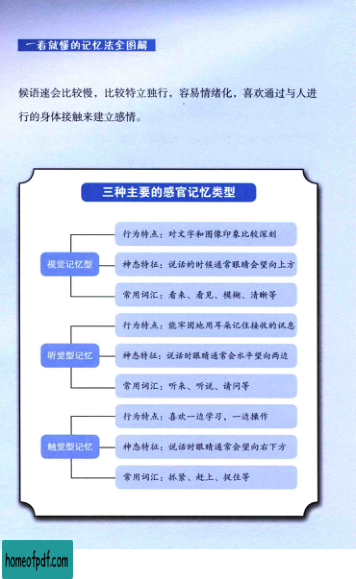 一看就懂的记忆法全图解
候语速会比较慢，比较特立独行，容易情绪化，喜欢通过与人进
行的身体接触来建立感情。
三种主要的感官记忆类型
视觉记忆型
行为特点：对文字和图像印象比较深刻
神态特征：说话的时候通常眼睛会望向上方
常用词汇：看来、看见、模糊、清晰等
听觉型记忆
行为特点：能牢固地用耳朵记住接收的讯息
神态特征：说话时眼睛通常会水平望向两边
常用词汇：听来、听说、请问等
触觉型记忆
行为特点：喜欢一边学习，一边操作
神态特征：说话时眼睛通常会望向右下方
常用词汇：抓紧、赶上、捉住等
homeofpdf.com